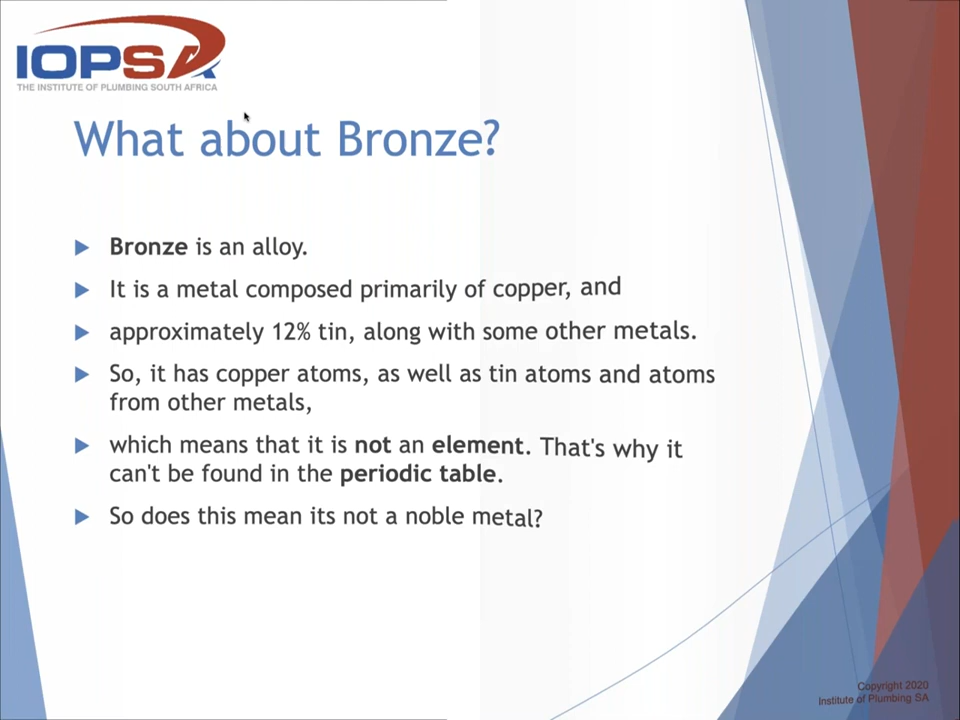 IOPSA
THE INSTITUTE OF PLUMBING SOUTH AFRICA
What about Bronze?
Bronze is an alloy.
It is a metal composed primarily of copper, and
approximately 12% tin, along with some other metals.
So, it has copper atoms, as well as tin atoms and atoms
from other metals,
which means that it is not an element. That's why it
can't be found in the periodic table.
So does this mean its not a noble metal?
Copyright 2020
Institute of Plumbing SA